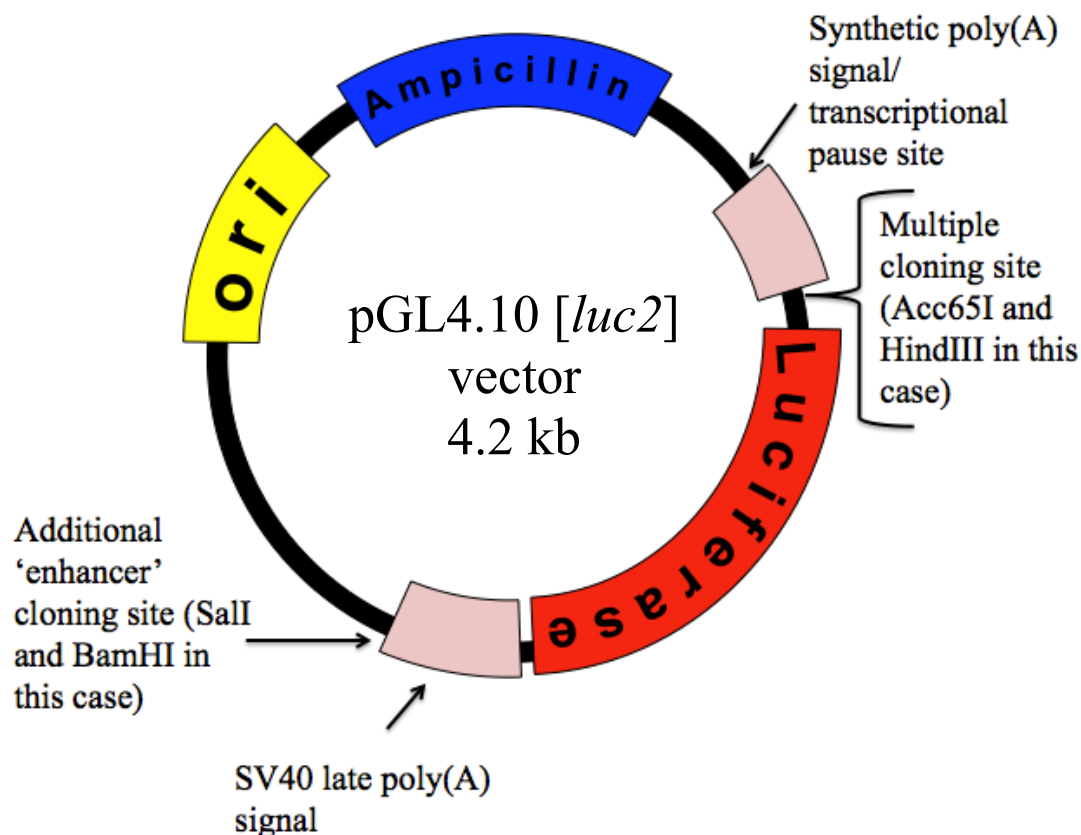 Synthetic poly(A)
signal/
transcriptional
pause site
Ampicillin
ori
Multiple
cloning site
(Acc65I and
HindIII in this
case)
pGL4.10 [luc2]
vector
4.2 kb
Luciferase
Additional
‘enhancer’
cloning site (SalI
and BamHI in
this case)
SV40 late poly(A)
signal